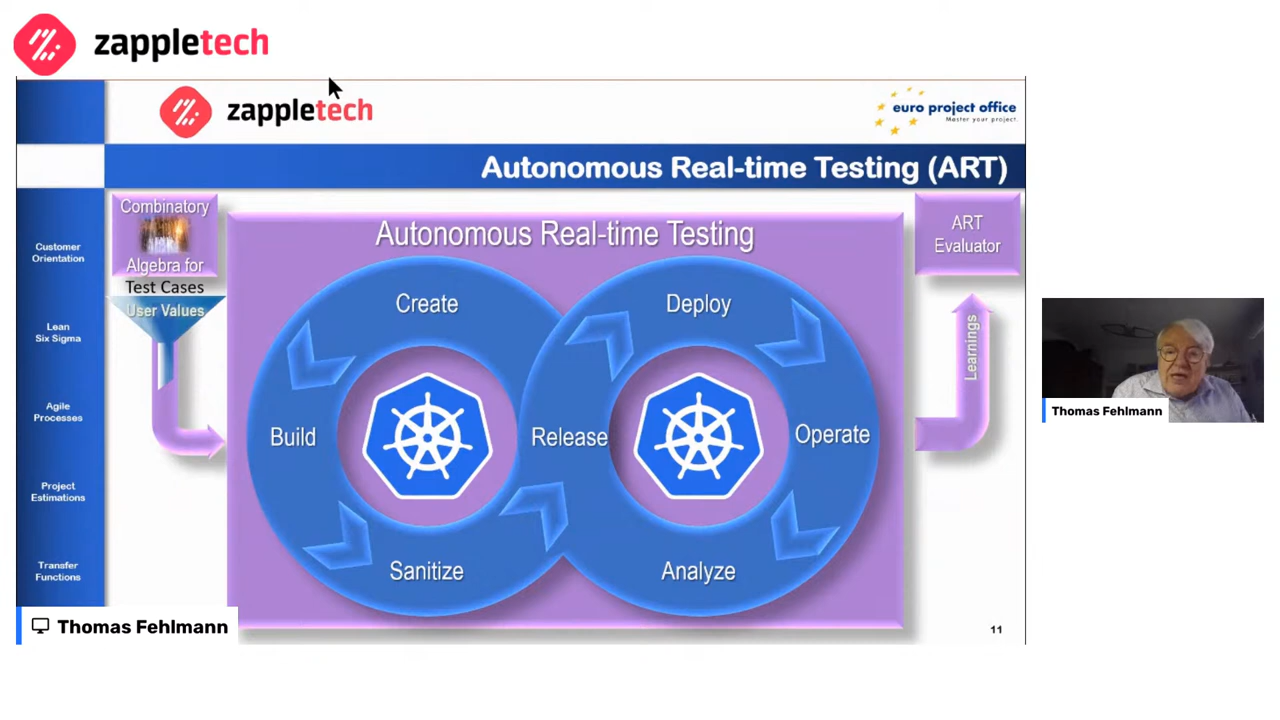 zappletech
zappletech
euro project office
Master your project.
Autonomous Real-time Testing (ART)
Customer
Orientation
Lean
Six Sigma
Agile
Processes
Project
Estimations
Transfer
Functions
Combinatory
Algebra for
Test Cases
User Values
Autonomous Real-time Testing
Create
Build
Sanitize
Release
Deploy
Operate
Analyze
ART
Evaluator
Learnings
11
Thomas Fehlmann
Thomas Fehlmann